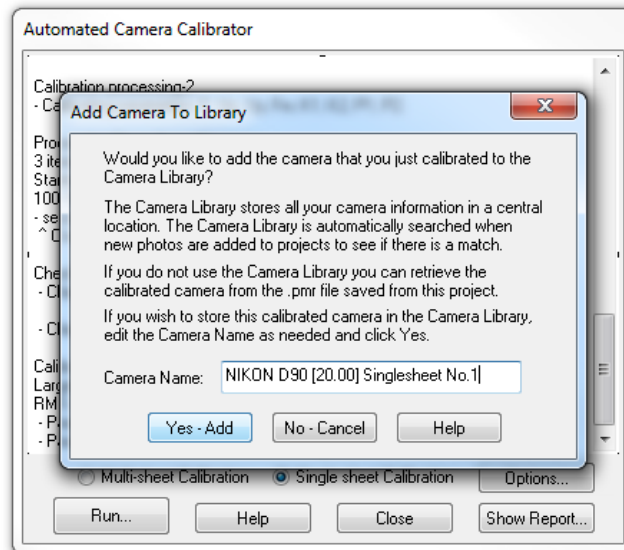 Automated Camera Calibrator
Calibration processing-2
Add Camera To Library
Would you like to add the camera that you just calibrated to the
Camera Library?
The Camera Library stores all your camera information in a central
location. The Camera Library is automatically searched when
new photos are added to projects to see if there is a match.
If you do not use the Camera Library you can retrieve the
calibrated camera from the .pmr file saved from this project.
If you wish to store this calibrated camera in the Camera Library,
edit the Camera Name as needed and click Yes.
Camera Name: NIKON D90 [20.00] Singlesheet No.1
Yes - Add No - Cancel Help
3 ite
100
RM
Multi-sheet Calibration Single sheet Calibration Options...
Run... Help Close Show Report...